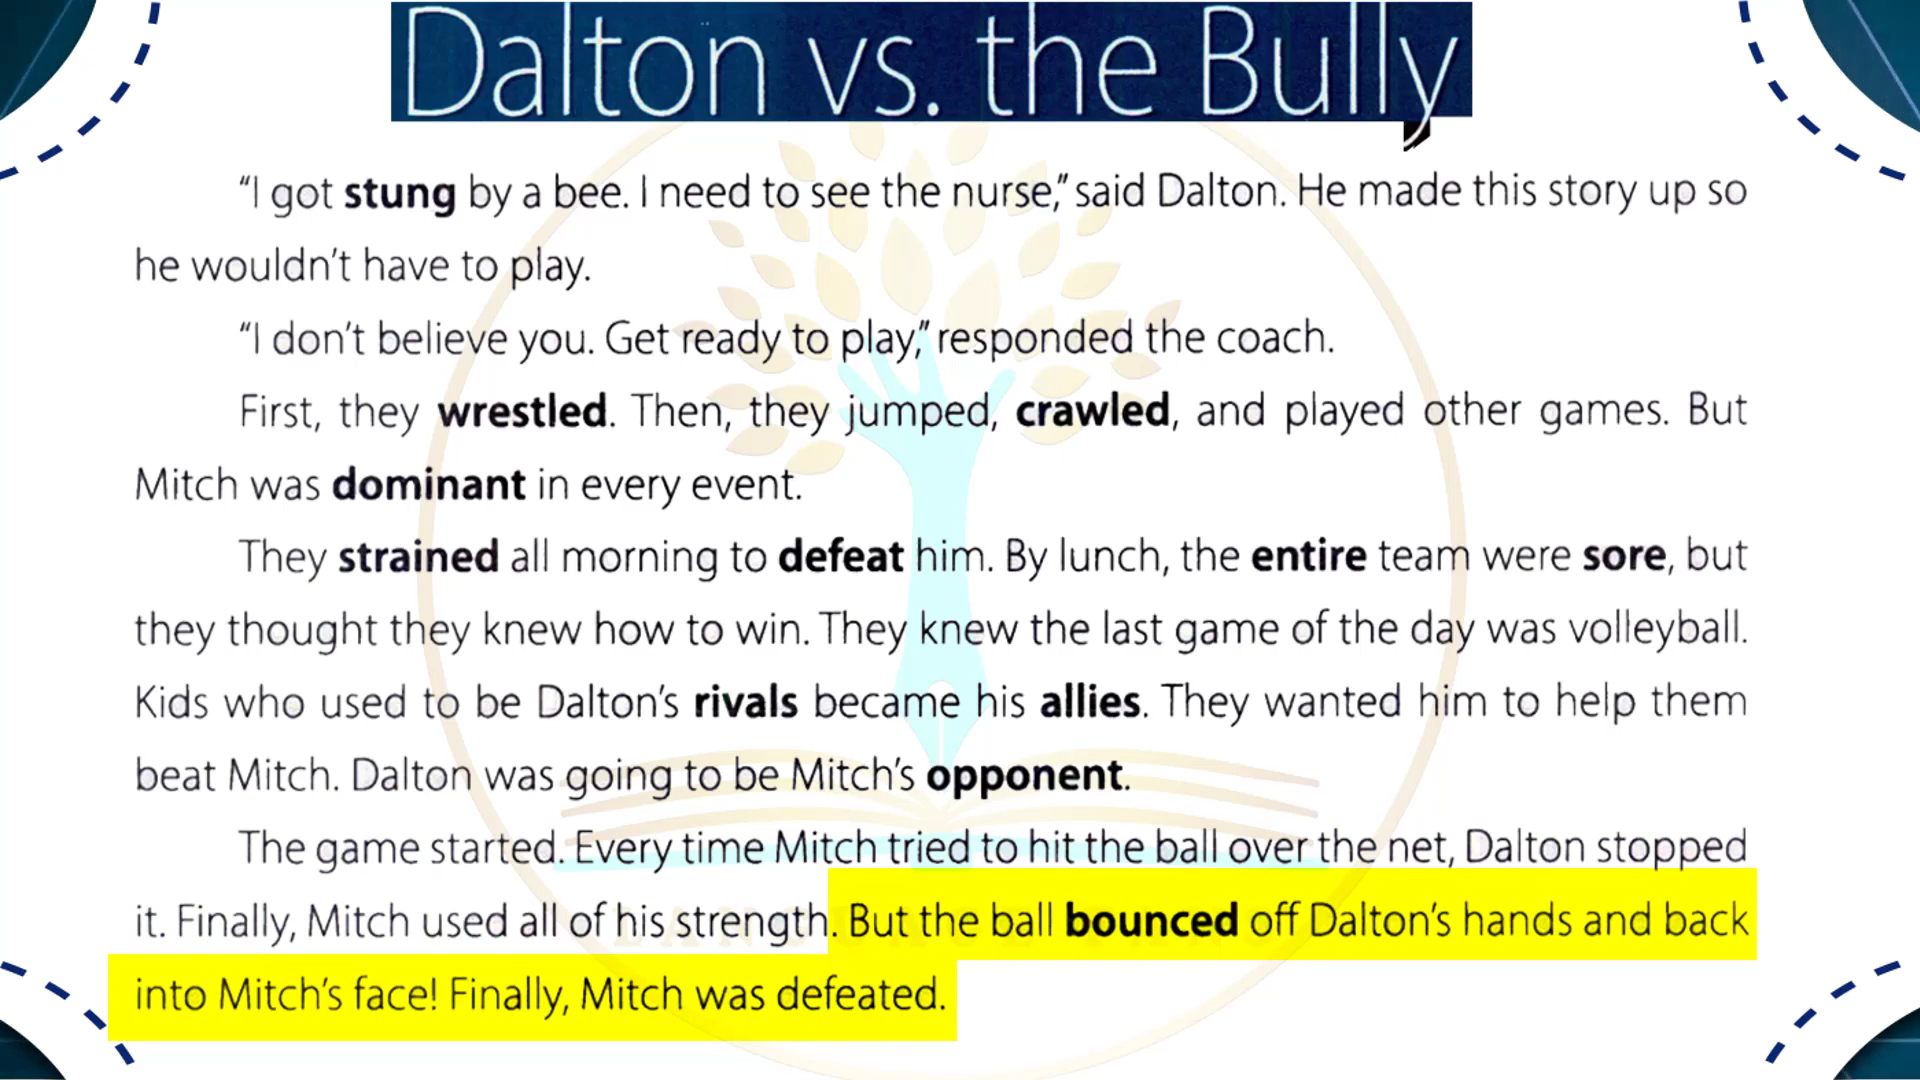 Dalton vs. the Bully
“I got stung by a bee. I need to see the nurse,” said Dalton. He made this story up so
he wouldn’t have to play.
“I don’t believe you. Get ready to play,” responded the coach.
First, they wrestled. Then, they jumped, crawled, and played other games. But
Mitch was dominant in every event.
They strained all morning to defeat him. By lunch, the entire team were sore, but
they thought they knew how to win. They knew the last game of the day was volleyball.
Kids who used to be Dalton’s rivals became his allies. They wanted him to help them
beat Mitch. Dalton was going to be Mitch’s opponent.
The game started. Every time Mitch tried to hit the ball over the net, Dalton stopped
it. Finally, Mitch used all of his strength. But the ball bounced off Dalton’s hands and back
into Mitch’s face! Finally, Mitch was defeated.